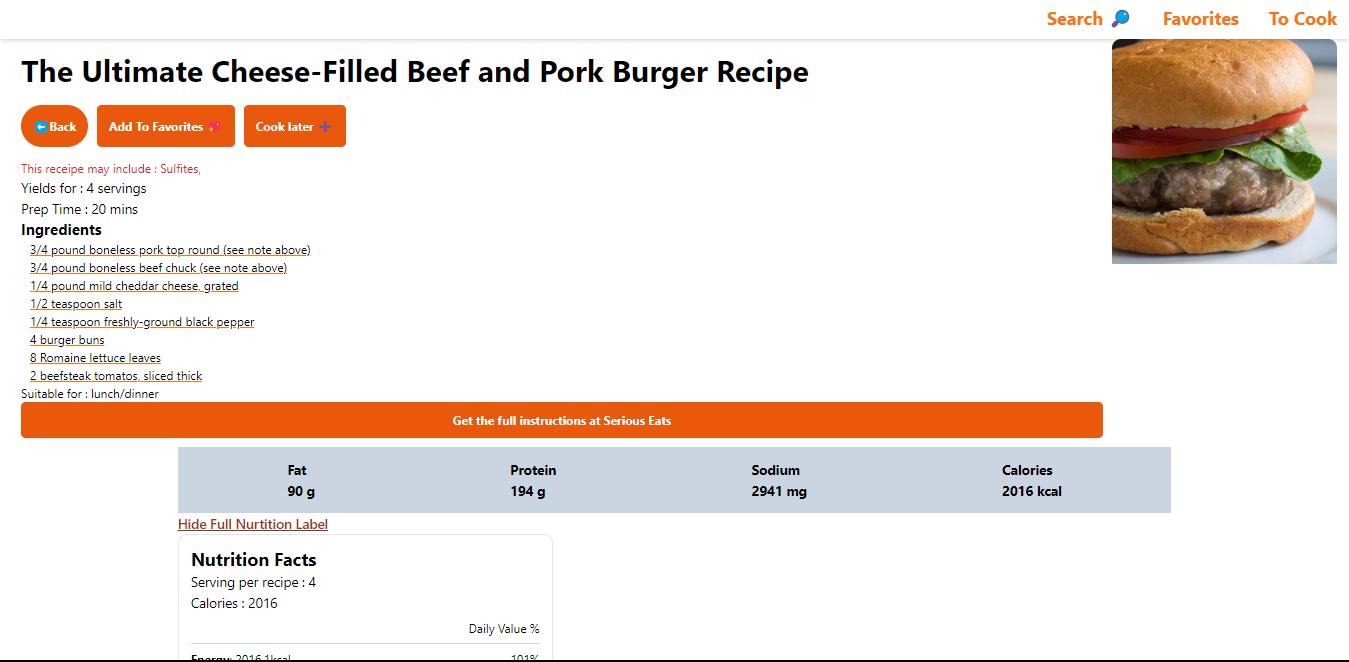 Search Favorites To Cook
The Ultimate Cheese-Filled Beef and Pork Burger Recipe
Back Add To Favorites Cook later
This receipe may include : Sulfites,
Yields for : 4 servings
Prep Time : 20 mins
Ingredients
3/4 pound boneless pork top round (see note above)
3/4 pound boneless beef chuck (see note above)
1/4 pound mild cheddar cheese, grated
1/2 teaspoon salt
1/4 teaspoon freshly-ground black pepper
4 burger buns
8 Romaine lettuce leaves
2 beefsteak tomatos, sliced thick
Suitable for : lunch/dinner
Get the full instructions at Serious Eats
Fat Protein Sodium Calories
90 g 194 g 2941 mg 2016 kcal
Hide Full Nurtition Label
Nutrition Facts
Serving per recipe : 4
Calories : 2016
Daily Value %
Energy: 2016.1kcal 101%